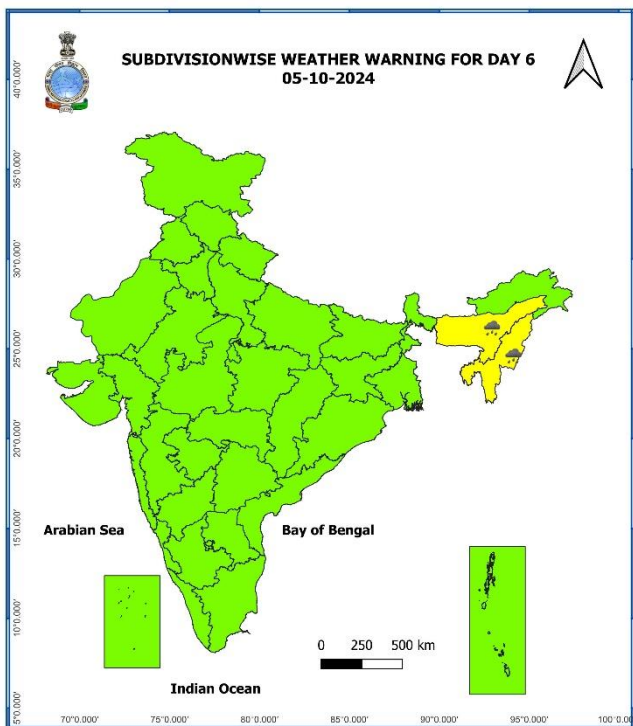 SUBDIVISIONWISE WEATHER WARNING FOR DAY 6
05-10-2024
40°0.000'
35°0.000'
30°0.000'
25°0.000'
20°0.000'
15°0.000'
10°0.000'
5°0.000'
Arabian Sea
Bay of Bengal
0 250 500 km
Indian Ocean
70°0.000' 75°0.000' 80°0.000' 85°0.000' 90°0.000' 95°0.000' 100°0.0